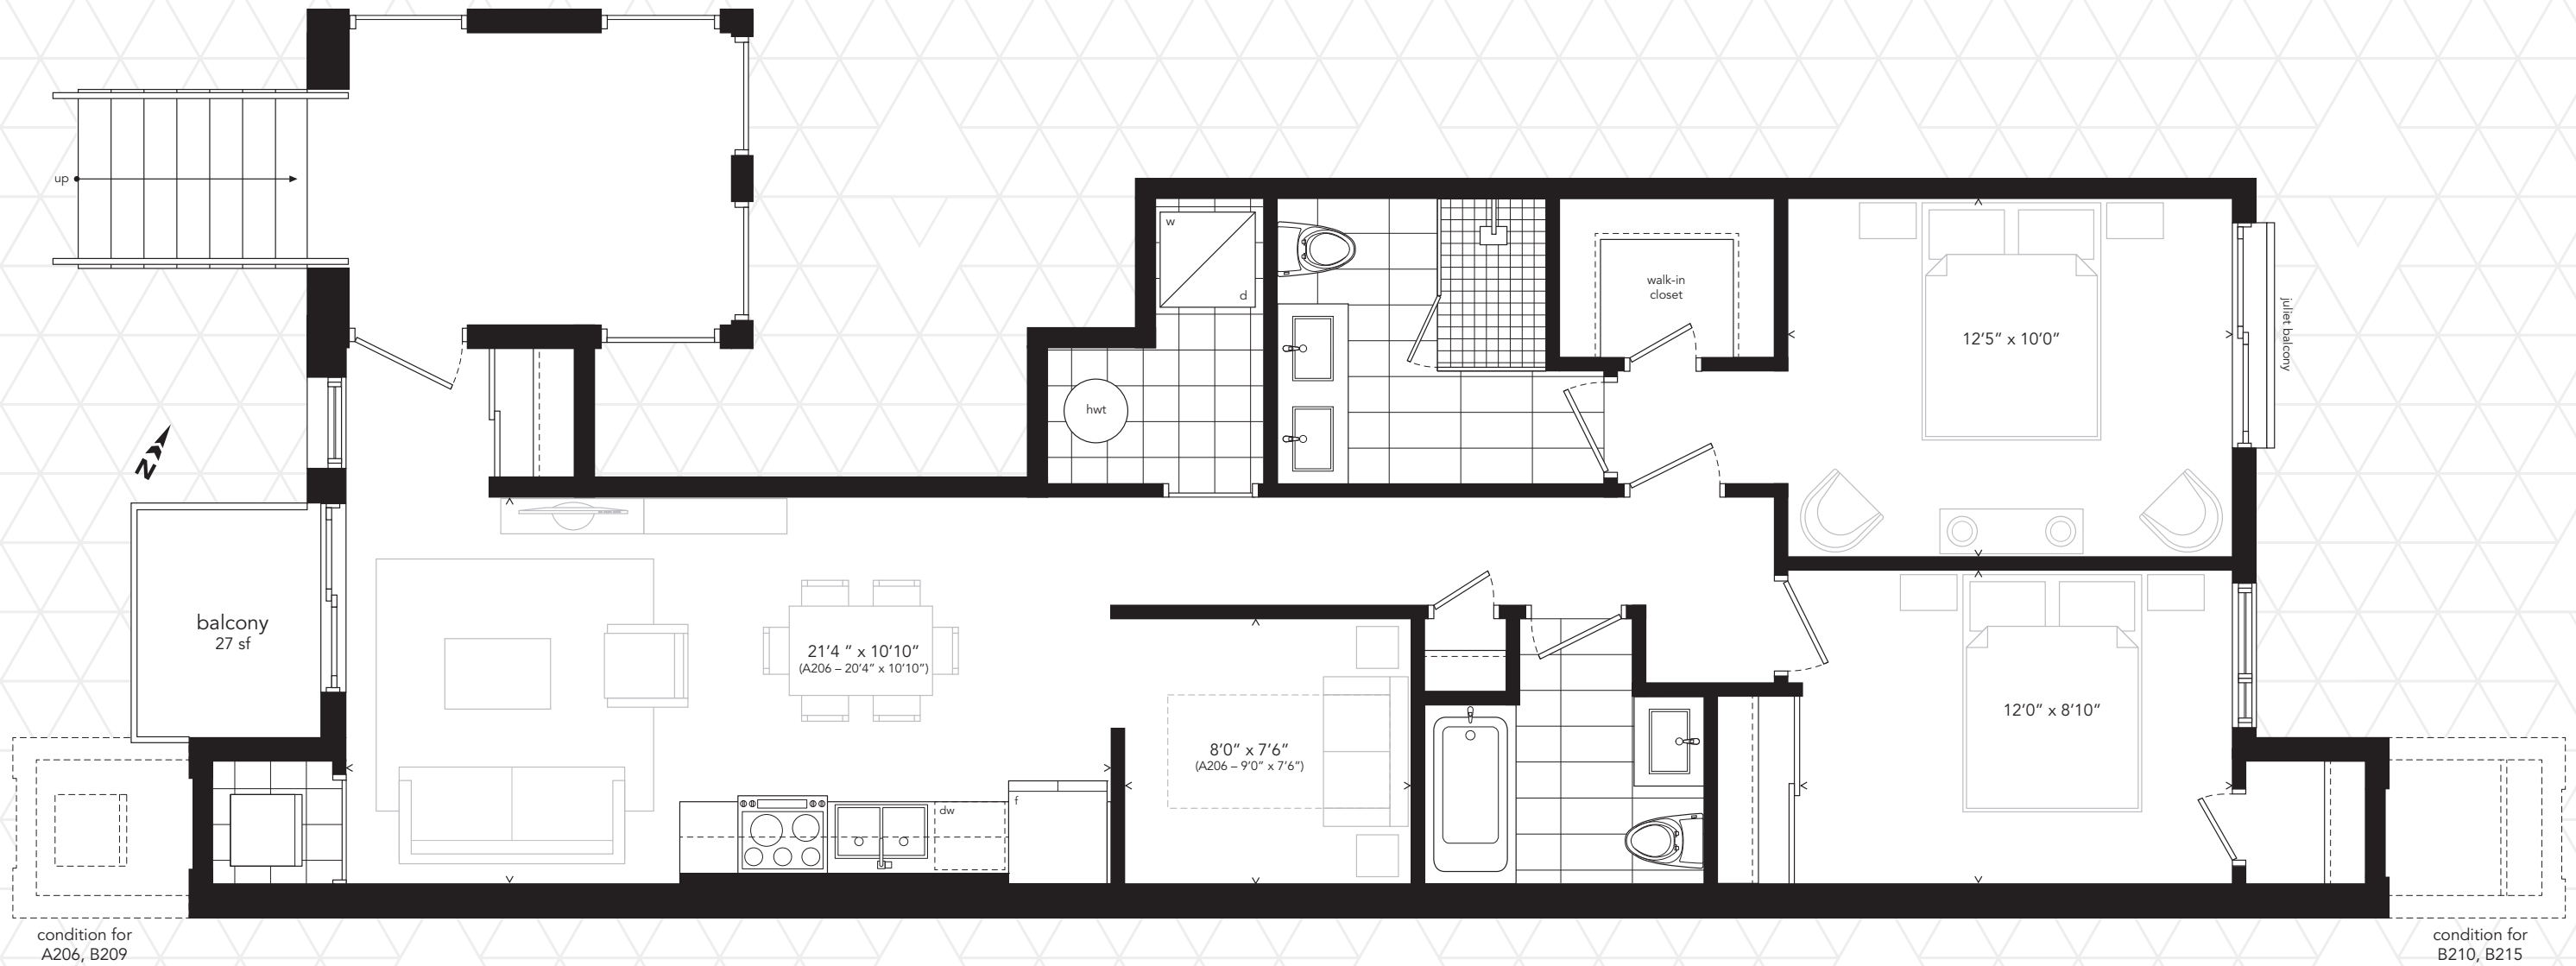 up
w
d
walk-in
closet
12'5" x 10'0"
juliet balcony
hwt
N
balcony
27 sf
21'4 " x 10'10"
(A206 – 20'4" x 10'10")
8'0" x 7'6"
(A206 – 9'0" x 7'6")
12'0" x 8'10"
dw
f
condition for
A206, B209
condition for
B210, B215